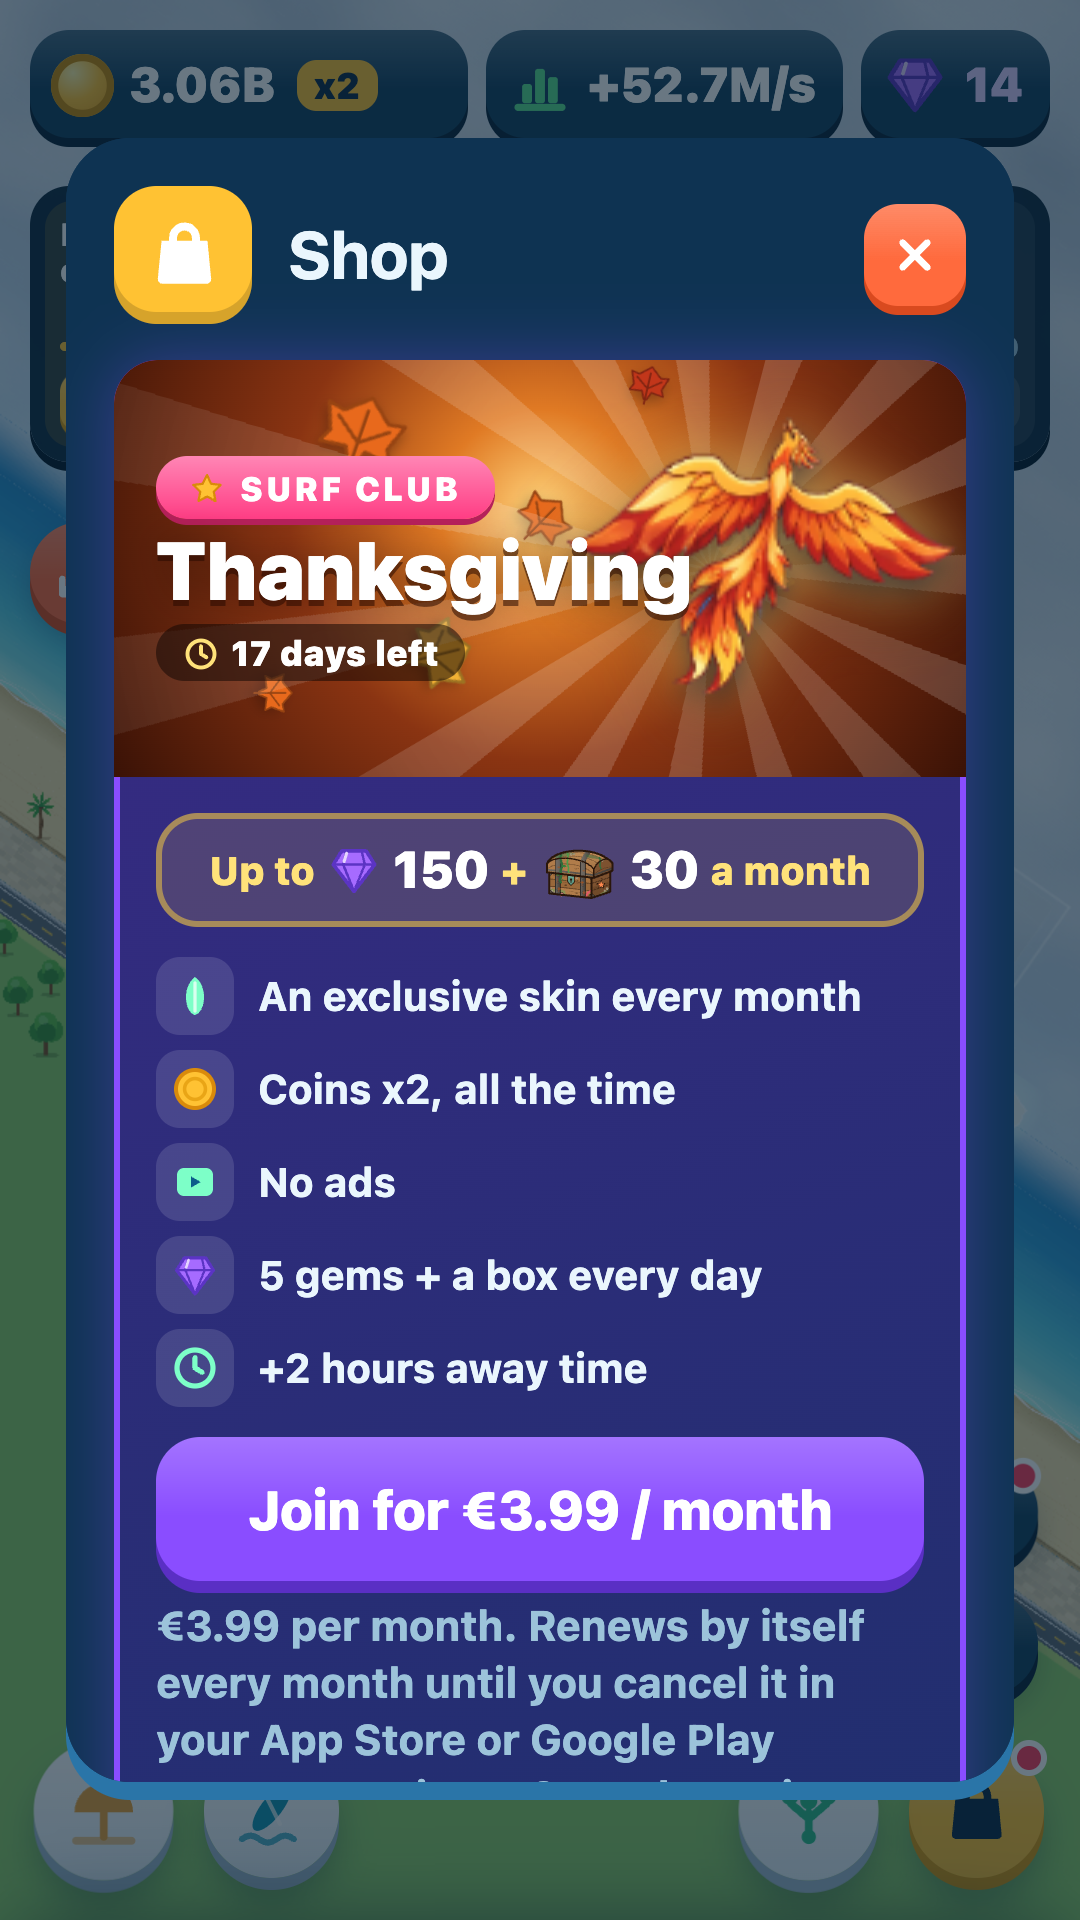 3.06B x2 +52.7M/s 14
Shop
SURF CLUB
Thanksgiving
17 days left
Up to 150 + 30 a month
An exclusive skin every month
Coins x2, all the time
No ads
5 gems + a box every day
+2 hours away time
Join for €3.99 / month
€3.99 per month. Renews by itself
every month until you cancel it in
your App Store or Google Play